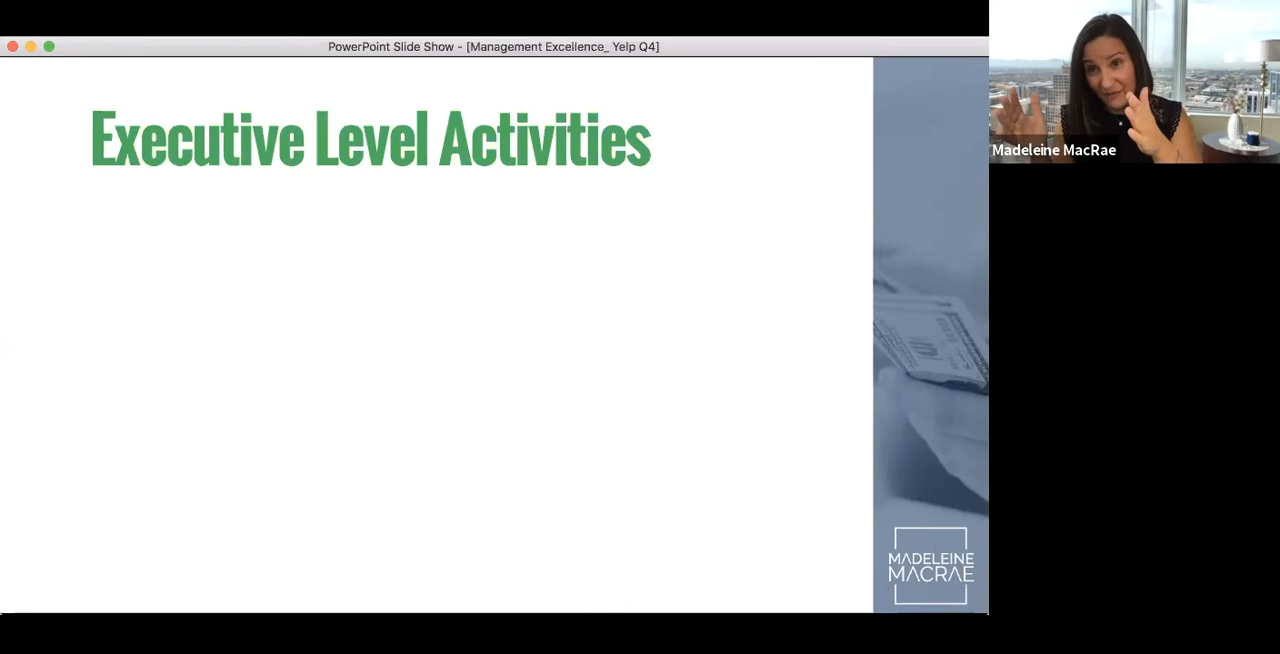 PowerPoint Slide Show - [Management Excellence_ Yelp Q4]
Executive Level Activities
Madeleine MacRae
MADELEINE
MACRAE